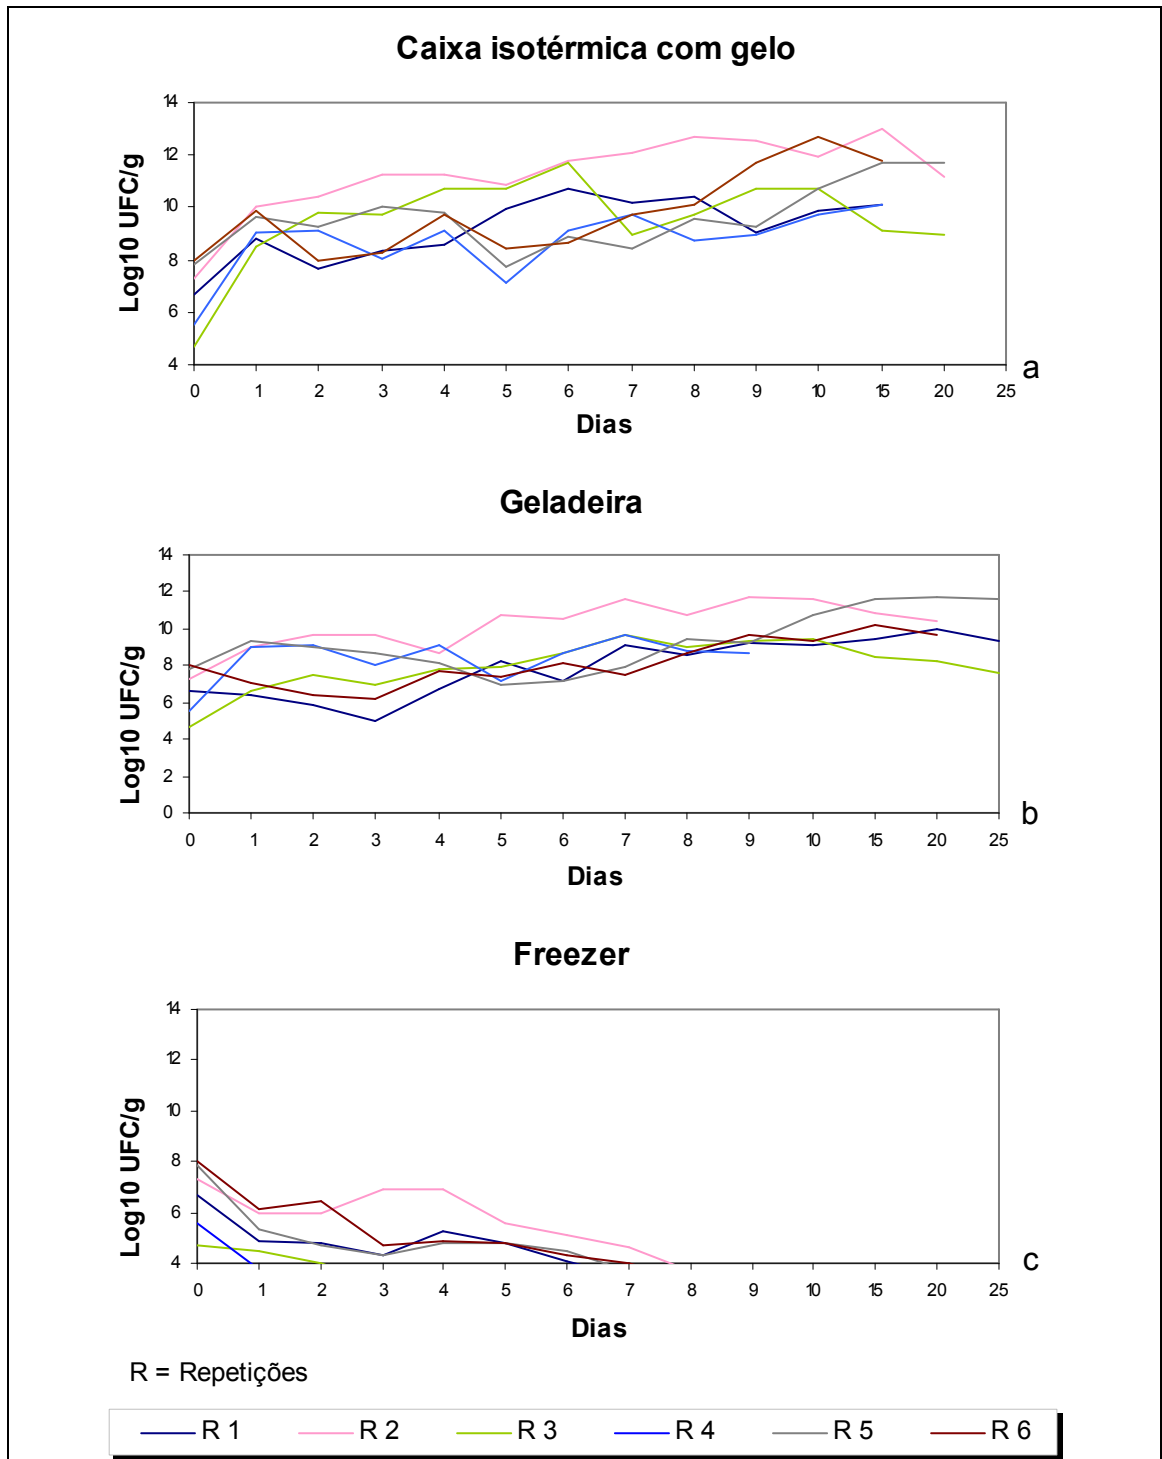 Caixa isotérmica com gelo
14
12
10
8
6
4
Log10 UFC/g
0 1 2 3 4 5 6 7 8 9 10 15 20 25
Dias
a
Geladeira
14
12
10
8
6
4
2
0
Log10 UFC/g
0 1 2 3 4 5 6 7 8 9 10 15 20 25
Dias
b
Freezer
14
12
10
8
6
4
Log10 UFC/g
0 1 2 3 4 5 6 7 8 9 10 15 20 25
Dias
c
R = Repetições
R 1 R 2 R 3 R 4 R 5 R 6